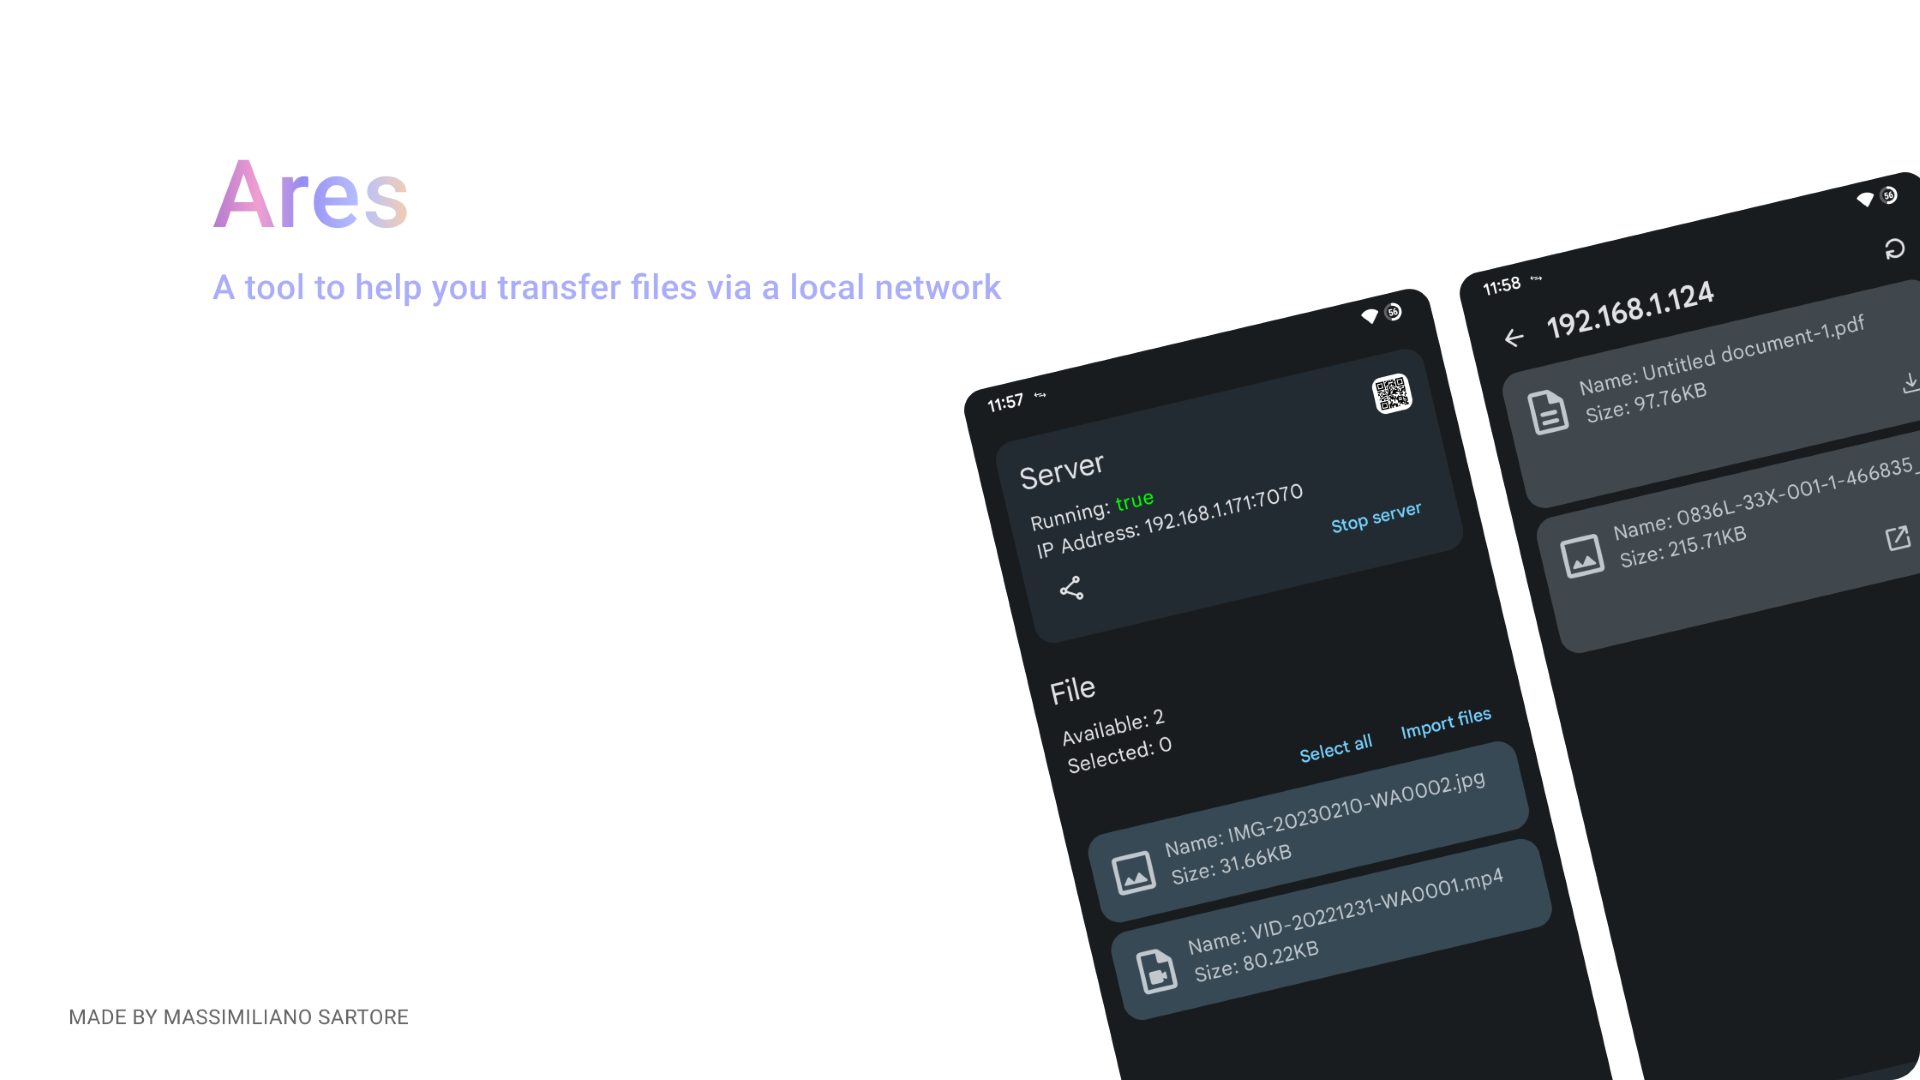 Ares
A tool to help you transfer files via a local network
11:57
56
Server
Running: true
IP Address: 192.168.1.171:7070
Stop server
File
Available: 2
Selected: 0
Select all
Import files
Name: IMG-20230210-WA0002.jpg
Size: 31.66KB
Name: VID-20221231-WA0001.mp4
Size: 80.22KB
11:58
56
192.168.1.124
Name: Untitled document-1.pdf
Size: 97.76KB
Name: 0836L-33X-001-1-466835_
Size: 215.71KB
MADE BY MASSIMILIANO SARTORE